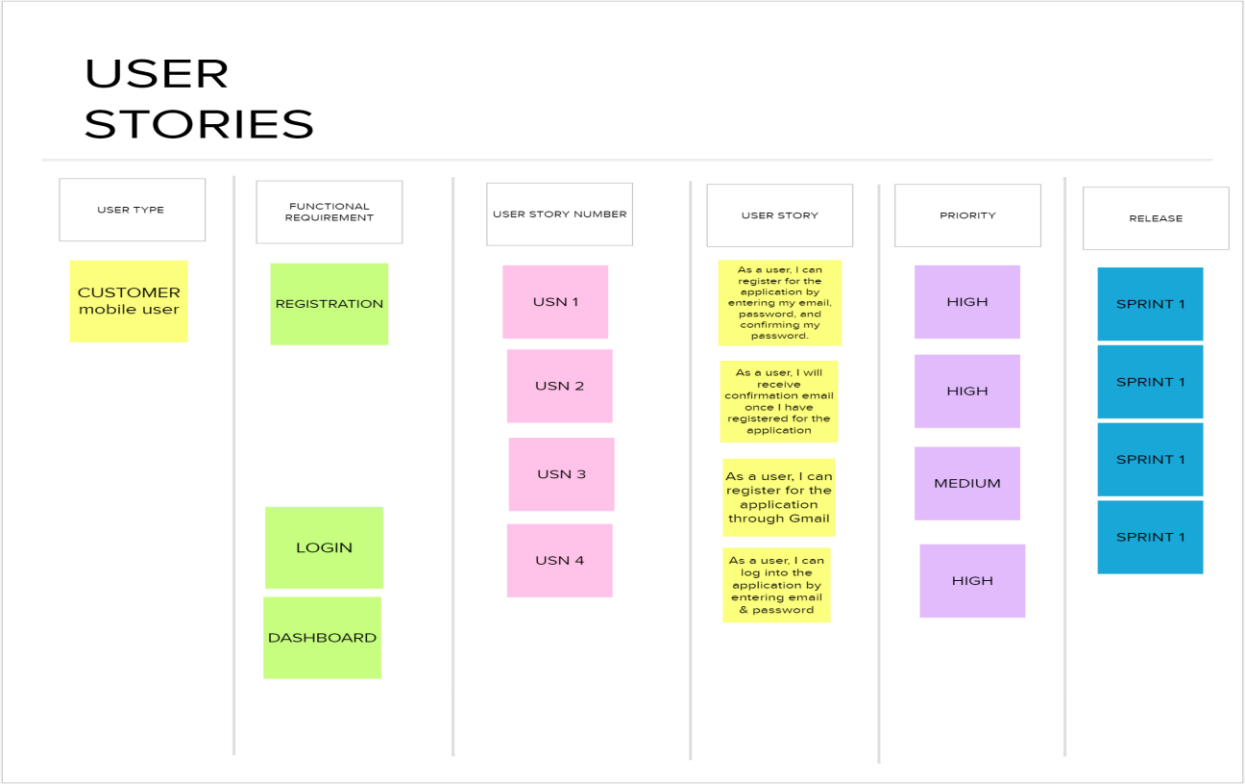 USER
STORIES
USER TYPE
FUNCTIONAL
REQUIREMENT
USER STORY NUMBER
USER STORY
PRIORITY
RELEASE
CUSTOMER
mobile user
REGISTRATION
USN 1
As a user, I can
register for the
application by
entering my email,
password, and
confirming my
password.
HIGH
SPRINT 1
USN 2
As a user, I will
receive
confirmation email
once I have
registered for the
application
HIGH
SPRINT 1
USN 3
As a user, I can
register for the
application
through Gmail
MEDIUM
SPRINT 1
LOGIN
USN 4
As a user, I can
log into the
application by
entering email
& password
HIGH
SPRINT 1
DASHBOARD